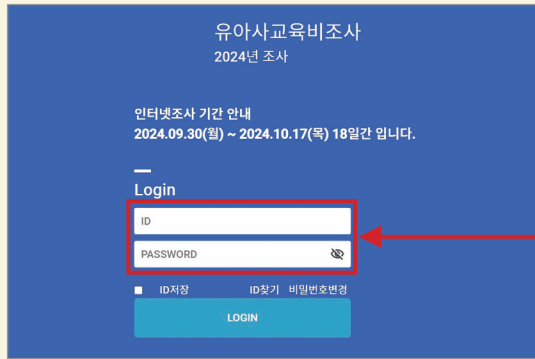 유아사교육비조사
2024년 조사
인터넷조사 기간 안내
2024.09.30(월) ~ 2024.10.17(목) 18일간 입니다.
Login
ID
PASSWORD
ID저장 ID찾기 비밀번호변경
LOGIN